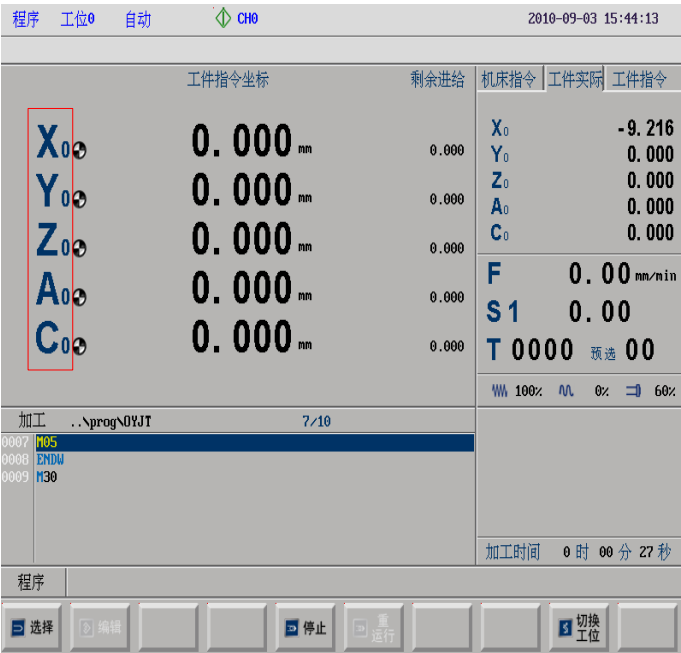 程序 工位0 自动 CH0 2010-09-03 15:44:13
工件指令坐标 剩余进给 机床指令 工件实际 工件指令
X0 0.000 mm 0.000
Y0 0.000 mm 0.000
Z0 0.000 mm 0.000
A0 0.000 mm 0.000
C0 0.000 mm 0.000
X0 -9.216
Y0 0.000
Z0 0.000
A0 0.000
C0 0.000
F 0.00 mm/min
S1 0.00
T 0000 预选 00
100% 0% 60%
加工 ..\prog\OYJT 7/10
0007 M05
0008 ENDW
0009 M30
加工时间 0 时 00 分 27 秒
程序
选择 编辑 停止 重运行 切换工位